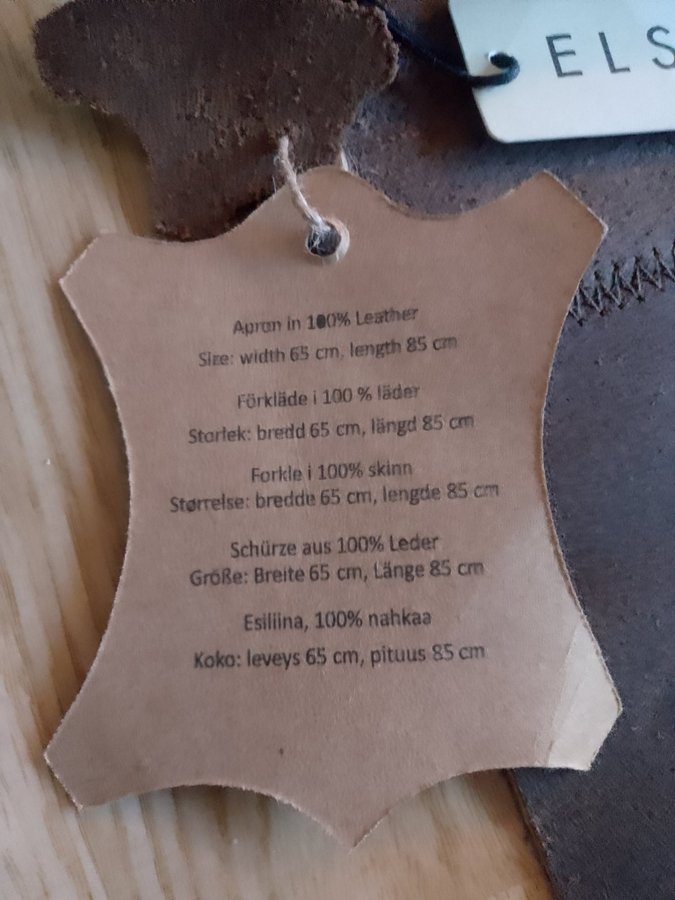 ELS
Apron in 100% Leather
Size: width 65 cm, length 85 cm
Förkläde i 100 % läder
Storlek: bredd 65 cm, längd 85 cm
Forkle i 100% skinn
Størrelse: bredde 65 cm, lengde 85 cm
Schürze aus 100% Leder
Größe: Breite 65 cm, Länge 85 cm
Esiliina, 100% nahkaa
Koko: leveys 65 cm, pituus 85 cm